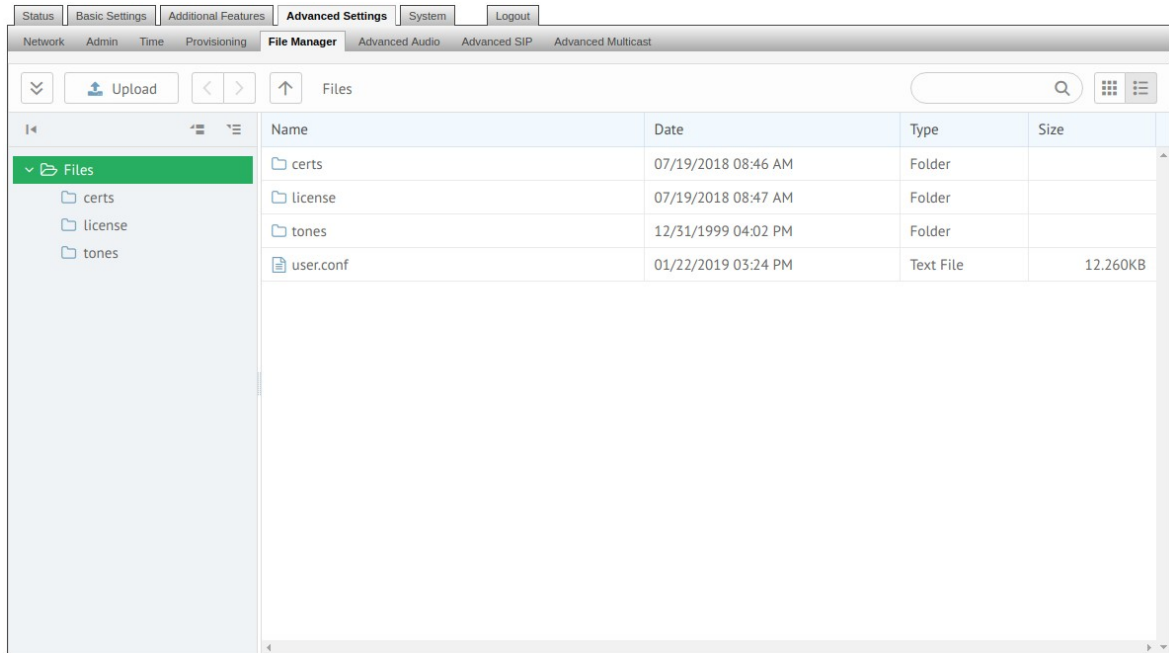 Status Basic Settings Additional Features Advanced Settings System Logout
Network Admin Time Provisioning File Manager Advanced Audio Advanced SIP Advanced Multicast
Upload Files
Name Date Type Size
Files
certs
license
tones
certs 07/19/2018 08:46 AM Folder
license 07/19/2018 08:47 AM Folder
tones 12/31/1999 04:02 PM Folder
user.conf 01/22/2019 03:24 PM Text File 12.260KB